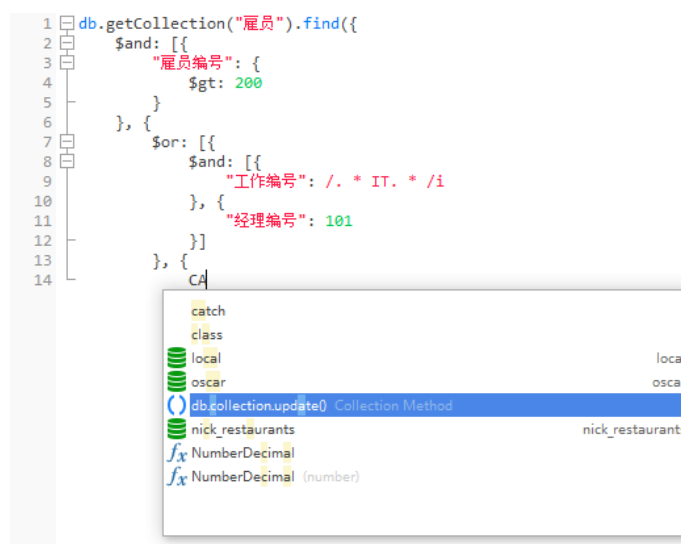 1 db.getCollection("雇员").find({
2 $and: [{
3 "雇员编号": {
4 $gt: 200
5 }
6 }, {
7 $or: [{
8 $and: [{
9 "工作编号": /. * IT. * /i
10 }, {
11 "经理编号": 101
12 }]
13 }, {
14 CA
catch
class
local loca
oscar osca
db.collection.update() Collection Method
nick_restaurants nick_restaurant
fx NumberDecimal
fx NumberDecimal (number)